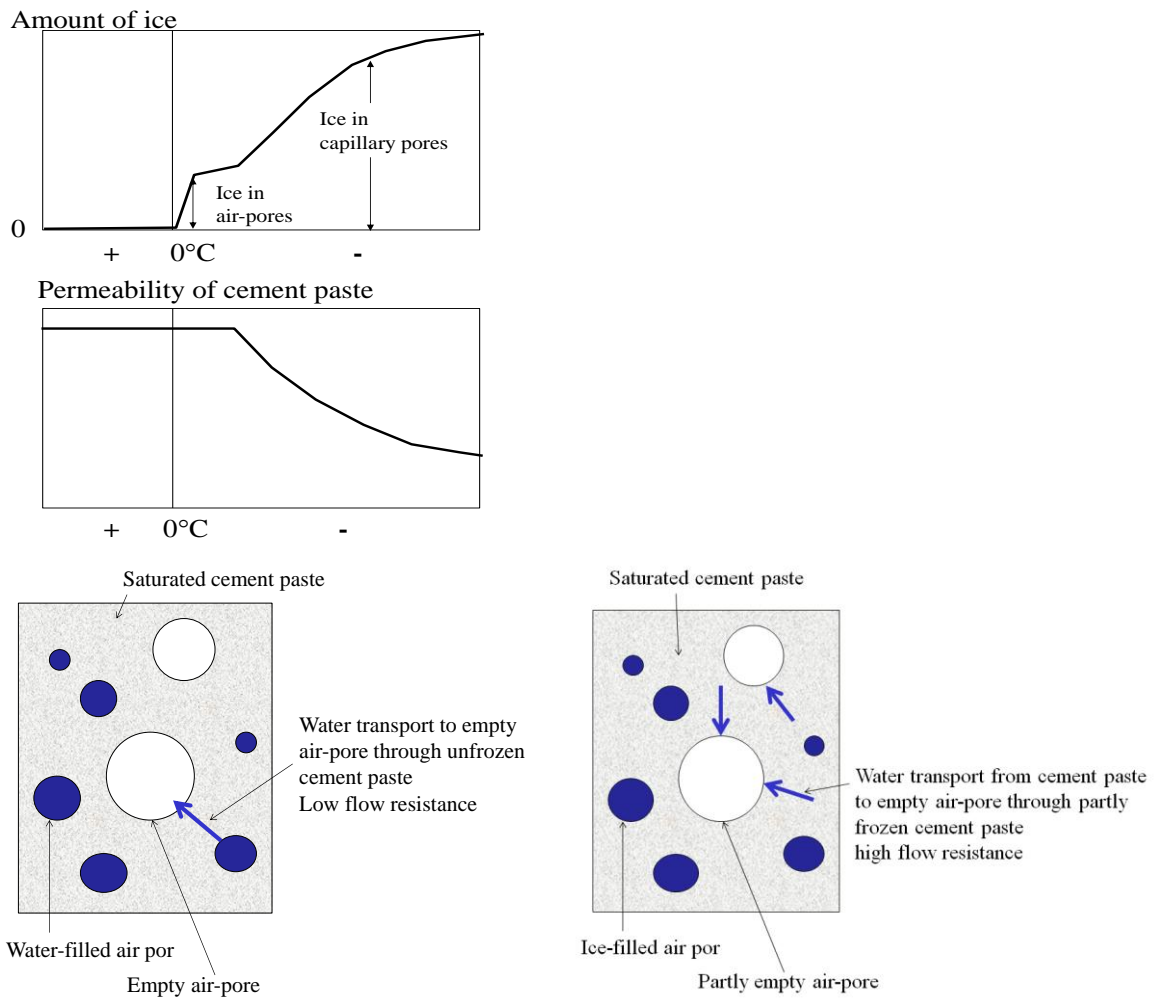 Amount of ice
Ice in
capillary pores
Ice in
air-pores
0
+ 0°C -
Permeability of cement paste
+ 0°C -
Saturated cement paste
Water transport to empty
air-pore through unfrozen
cement paste
Low flow resistance
Water-filled air por
Empty air-pore
Saturated cement paste
Water transport from cement paste
to empty air-pore through partly
frozen cement paste
high flow resistance
Ice-filled air por
Partly empty air-pore